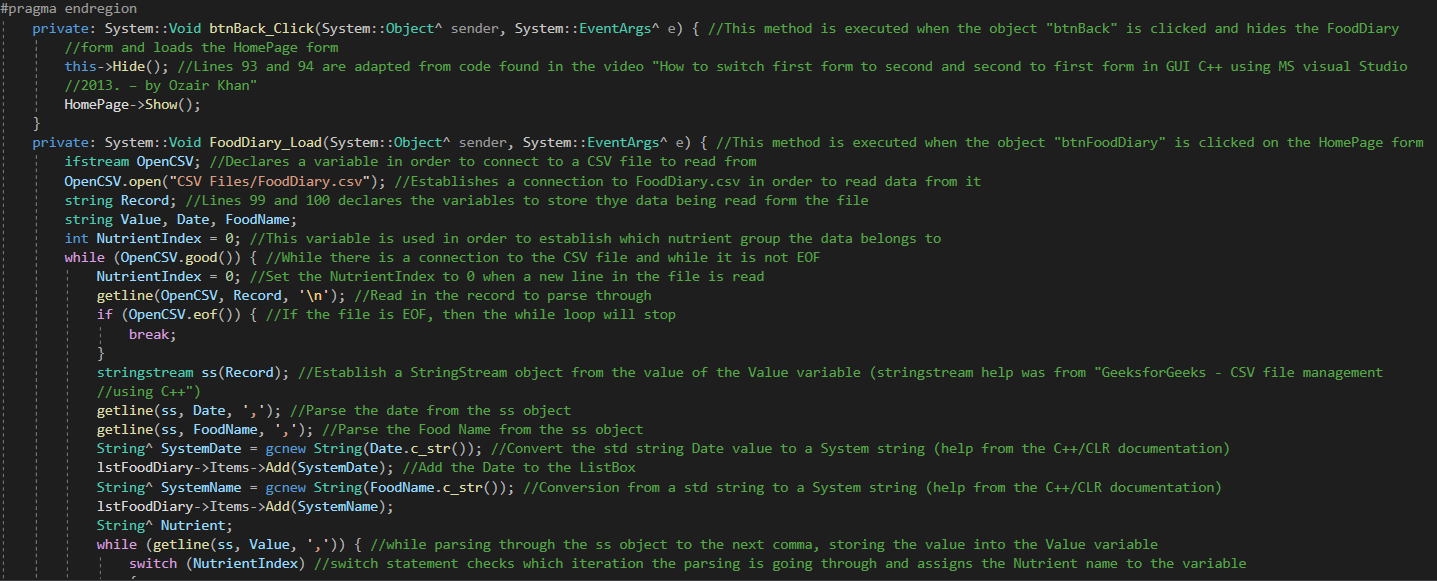 #pragma endregion
private: System::Void btnBack_Click(System::Object^ sender, System::EventArgs^ e) { //This method is executed when the object "btnBack" is clicked and hides the FoodDiary
//form and loads the HomePage form
this->Hide(); //Lines 93 and 94 are adapted from code found in the video "How to switch first form to second and second to first form in GUI C++ using MS visual Studio
//2013. – by Ozair Khan"
HomePage->Show();
}
private: System::Void FoodDiary_Load(System::Object^ sender, System::EventArgs^ e) { //This method is executed when the object "btnFoodDiary" is clicked on the HomePage form
ifstream OpenCSV; //Declares a variable in order to connect to a CSV file to read from
OpenCSV.open("CSV Files/FoodDiary.csv"); //Establishes a connection to FoodDiary.csv in order to read data from it
string Record; //Lines 99 and 100 declares the variables to store thye data being read form the file
string Value, Date, FoodName;
int NutrientIndex = 0; //This variable is used in order to establish which nutrient group the data belongs to
while (OpenCSV.good()) { //While there is a connection to the CSV file and while it is not EOF
NutrientIndex = 0; //Set the NutrientIndex to 0 when a new line in the file is read
getline(OpenCSV, Record, '\n'); //Read in the record to parse through
if (OpenCSV.eof()) { //If the file is EOF, then the while loop will stop
break;
}
stringstream ss(Record); //Establish a StringStream object from the value of the Value variable (stringstream help was from "GeeksforGeeks - CSV file management
//using C++")
getline(ss, Date, ','); //Parse the date from the ss object
getline(ss, FoodName, ','); //Parse the Food Name from the ss object
String^ SystemDate = gcnew String(Date.c_str()); //Convert the std string Date value to a System string (help from the C++/CLR documentation)
lstFoodDiary->Items->Add(SystemDate); //Add the Date to the ListBox
String^ SystemName = gcnew String(FoodName.c_str()); //Conversion from a std string to a System string (help from the C++/CLR documentation)
lstFoodDiary->Items->Add(SystemName);
String^ Nutrient;
while (getline(ss, Value, ',')) { //while parsing through the ss object to the next comma, storing the value into the Value variable
switch (NutrientIndex) //switch statement checks which iteration the parsing is going through and assigns the Nutrient name to the variable